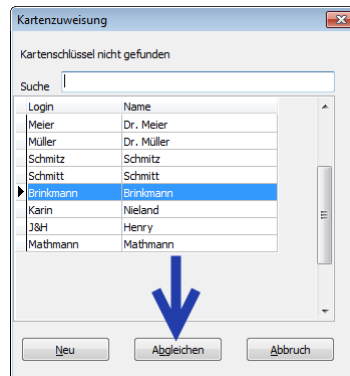 Kartenzuweisung
Kartenschlüssel nicht gefunden
Suche
Login Name
Meier Dr. Meier
Müller Dr. Müller
Schmitz Schmitz
Schmitt Schmitt
Brinkmann Brinkmann
Karin Nieland
J&H Henry
Mathmann Mathmann
Neu Abgleichen Abbruch